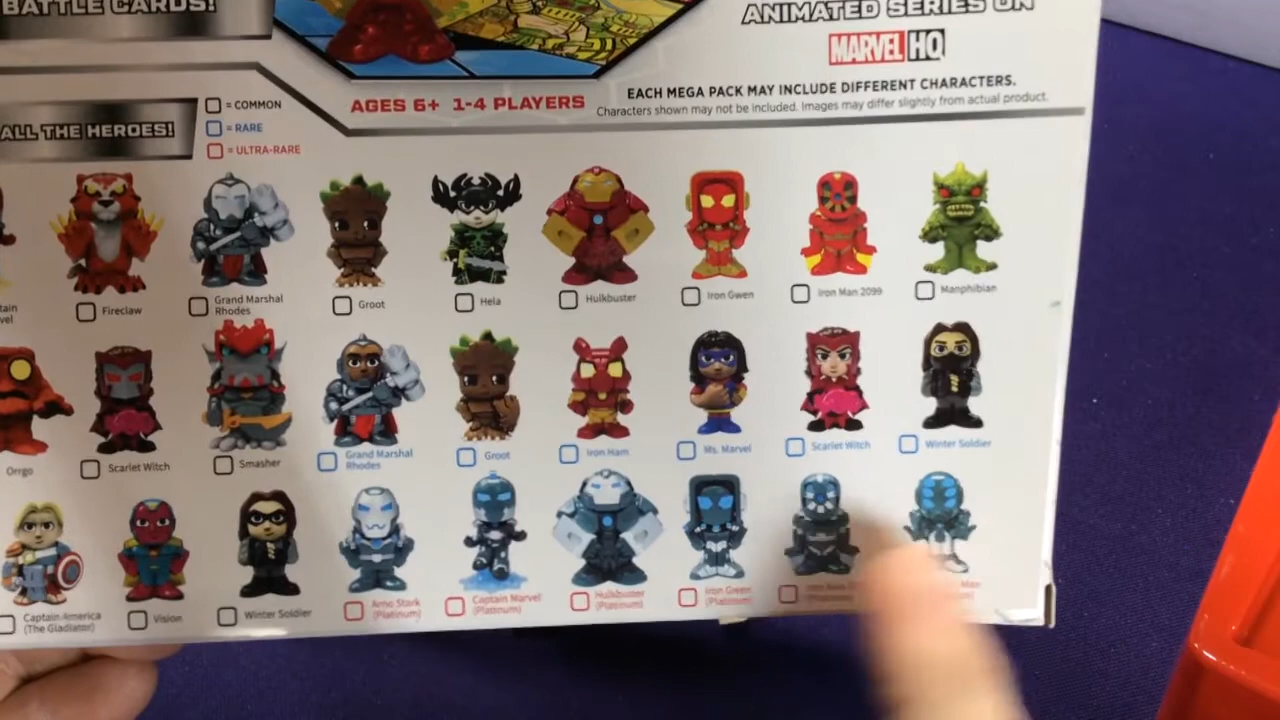 BATTLE CARDS!
ANIMATED SERIES ON
MARVEL HQ
EACH MEGA PACK MAY INCLUDE DIFFERENT CHARACTERS.
Characters shown may not be included. Images may differ slightly from actual product.
AGES 6+ 1-4 PLAYERS
ALL THE HEROES!
= COMMON
= RARE
= ULTRA-RARE
Fireclaw
Grand Marshal
Rhodes
Groot
Hela
Hulkbuster
Iron Gwen
Iron Man 2099
Manphibian
Orrgo
Scarlet Witch
Smasher
Grand Marshal
Rhodes
Groot
Iron Ham
Ms. Marvel
Scarlet Witch
Winter Soldier
Captain America
(The Gladiator)
Vision
Winter Soldier
Arno Stark
(Platinum)
Captain Marvel
(Platinum)
Hulkbuster
(Platinum)
Iron Gwen
(Platinum)
Man